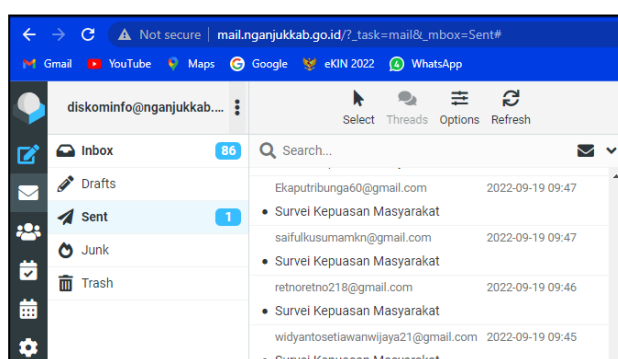 Not secure | mail.nganjukkab.go.id/?_task=mail&_mbox=Sent#
Gmail YouTube Maps Google eKIN 2022 WhatsApp
diskominfo@nganjukkab....
Select Threads Options Refresh
Inbox 86
Search...
Drafts
Sent 1
Junk
Trash
Ekaputribunga60@gmail.com 2022-09-19 09:47
• Survei Kepuasan Masyarakat
saifulkusumamkn@gmail.com 2022-09-19 09:47
• Survei Kepuasan Masyarakat
retnoretno218@gmail.com 2022-09-19 09:46
• Survei Kepuasan Masyarakat
widyantosetiawanwijaya21@gmail.com 2022-09-19 09:45
• Survei Kepuasan Masyarakat